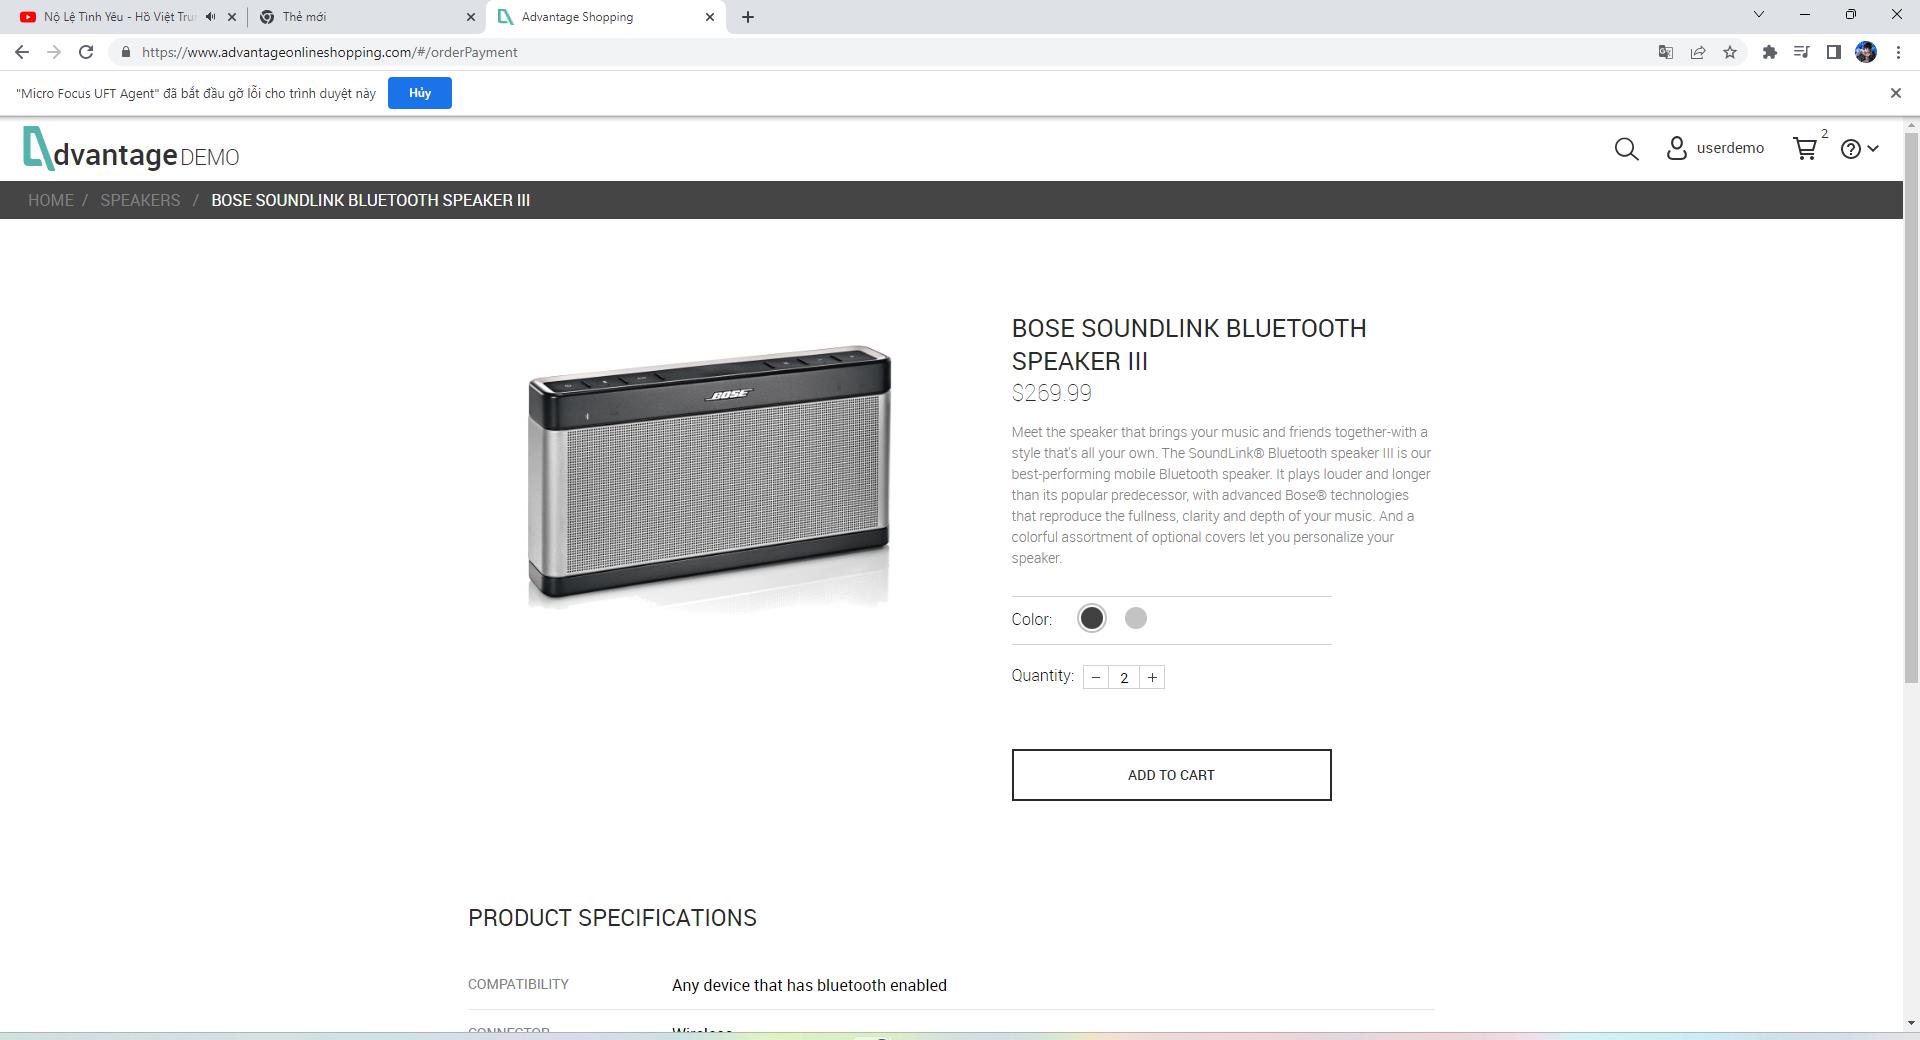 Nộ Lệ Tình Yêu - Hồ Việt Tru
Thẻ mới
Advantage Shopping
https://www.advantageonlineshopping.com/#/orderPayment
"Micro Focus UFT Agent" đã bắt đầu gỡ lỗi cho trình duyệt này
Hủy
dvantage DEMO
userdemo
2
HOME / SPEAKERS / BOSE SOUNDLINK BLUETOOTH SPEAKER III
BOSE
BOSE SOUNDLINK BLUETOOTH
SPEAKER III
$269.99
Meet the speaker that brings your music and friends together-with a
style that's all your own. The SoundLink® Bluetooth speaker III is our
best-performing mobile Bluetooth speaker. It plays louder and longer
than its popular predecessor, with advanced Bose® technologies
that reproduce the fullness, clarity and depth of your music. And a
colorful assortment of optional covers let you personalize your
speaker.
Color:
Quantity: − 2 +
ADD TO CART
PRODUCT SPECIFICATIONS
COMPATIBILITY Any device that has bluetooth enabled
CONNECTOR Wireless